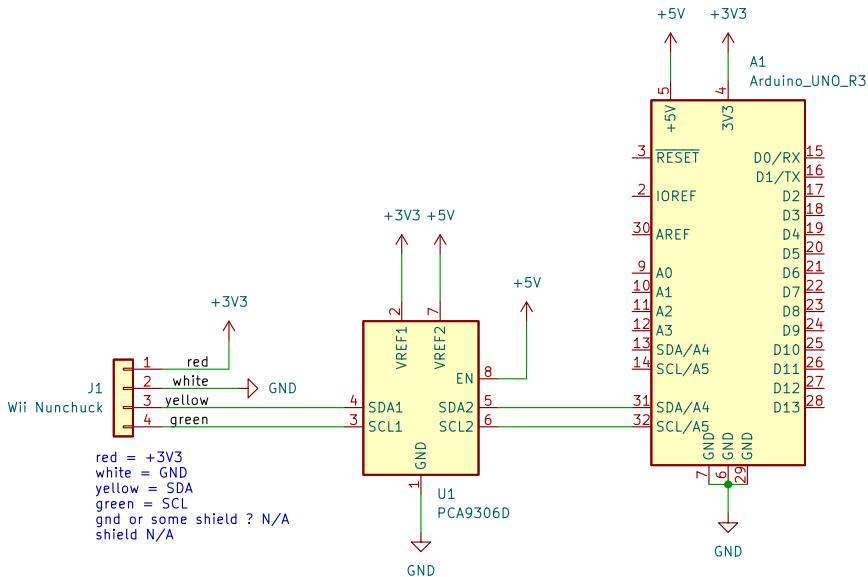 +5V +3V3
A1
Arduino_UNO_R3
5 4
+5V 3V3
3 RESET D0/RX 15
D1/TX 16
2 IOREF D2 17
D3 18
30 AREF D4 19
D5 20
9 A0 D6 21
10 A1 D7 22
11 A2 D8 23
12 A3 D9 24
13 SDA/A4 D10 25
14 SCL/A5 D11 26
D12 27
31 SDA/A4 D13 28
32 SCL/A5
GND GND GND
7 6 29
GND
+3V3 +5V
2 7
VREF1 VREF2
+5V
EN 8
4 SDA1 SDA2 5
3 SCL1 SCL2 6
GND
1
U1
PCA9306D
GND
+3V3
J1
Wii Nunchuck
1 red
2 white GND
3 yellow
4 green
red = +3V3
white = GND
yellow = SDA
green = SCL
gnd or some shield ? N/A
shield N/A